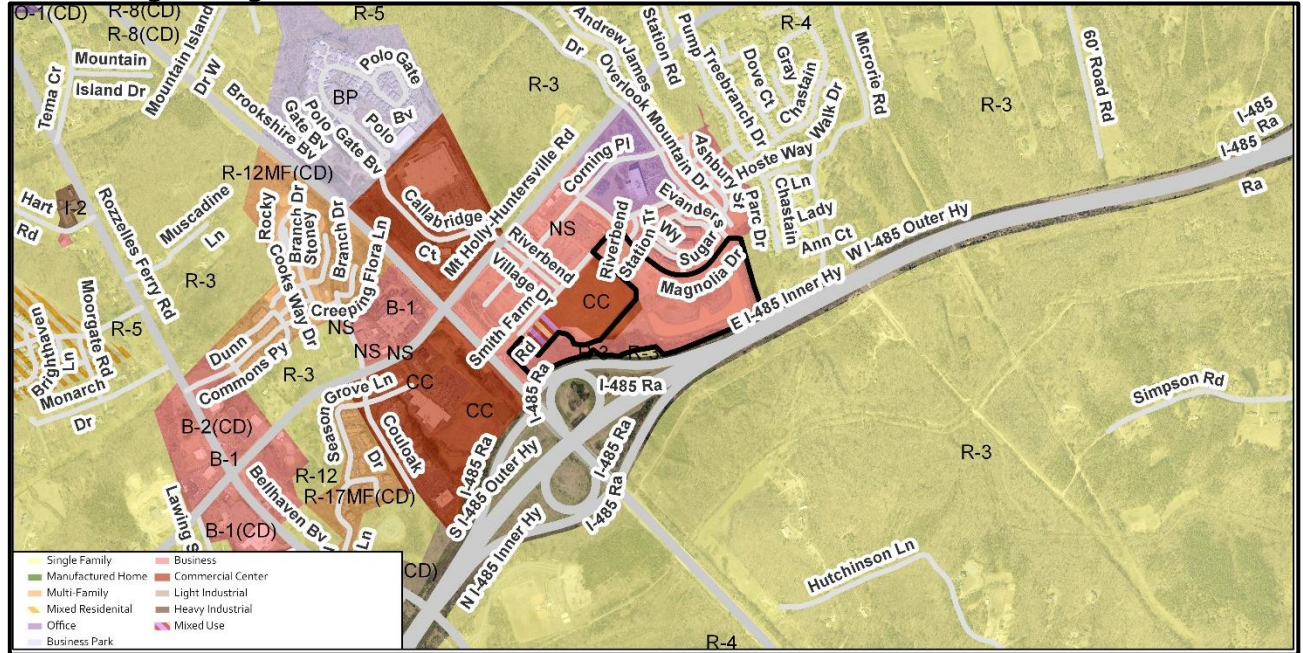 O-1(CD)
R-8(CD)
R-8(CD)
R-5
R-4
Mountain
Island Dr
Mountain Island
Dr W
Tema Cr
Brookshire Bv
Polo Gate
Bv
BP
Polo
Gate Bv
Polo
Gate Bv
R-3
Andrew James
Dr
Overlook Mountain Dr
Station Rd
Pump
Treebranch Dr
Dove Ct
Gray
Chastain
Walk Dr
Mcrorie Rd
R-3
60' Road Rd
I-485
I-485 Ra
Ra
Hoste Way
Ashbury
Parc Dr
Ln
Chastain
Lady
Ann Ct
W I-485 Outer Hy
E I-485 Inner Hy
R-12MF(CD)
Hart
Rd
I-2
Rozzelles Ferry Rd
Muscadine
Ln
Rocky
Branch Dr
Stoney
Branch Dr
Cooks Way Dr
Creeping Flora Ln
Callabridge
Ct
Mt Holly Huntersville Rd
Corning Pl
NS
Riverbend
Village Dr
Riverbend
Station Tr
Evanders
Wy
Sugar
Magnolia Dr
CC
Smith Farm
Rd
R-3
B-1
NS
NS
NS
R-5
Moorgate Rd
Brighthaven
Ln
Monarch
Dr
Dunn
Commons Py
R-3
Grove Ln
Season
CC
CC
Couloak
Dr
I-485 Ra
I-485 Ra
I-485 Ra
I-485 Ra
I-485 Ra
S I-485 Outer Hy
N I-485 Inner Hy
B-2(CD)
B-1
B-1(CD)
Bellhaven Bv
Lawing S
R-12
R-17MF(CD)
Ln
CD)
R-3
Simpson Rd
Hutchinson Ln
R-4
Single Family
Manufactured Home
Multi-Family
Mixed Residenital
Office
Business Park
Business
Commercial Center
Light Industrial
Heavy Industrial
Mixed Use